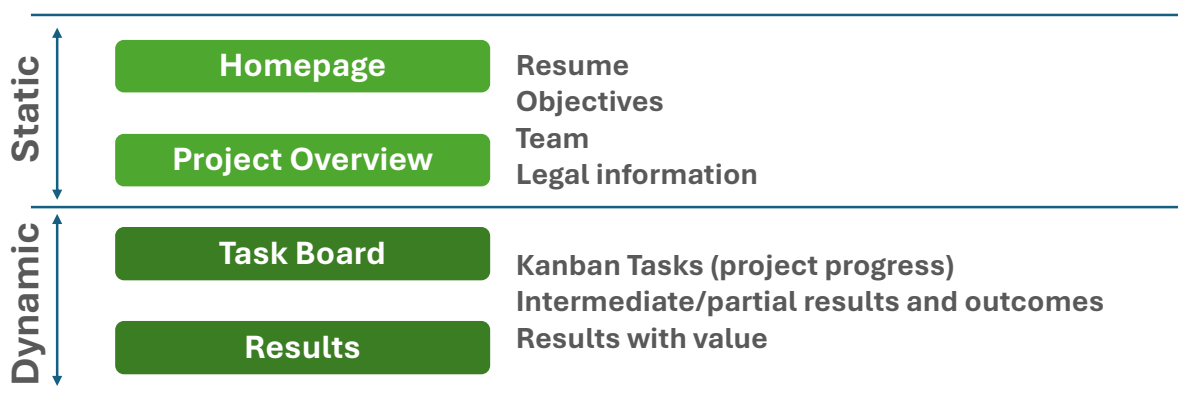 Static
Homepage
Project Overview
Resume
Objectives
Team
Legal information
Dynamic
Task Board
Results
Kanban Tasks (project progress)
Intermediate/partial results and outcomes
Results with value